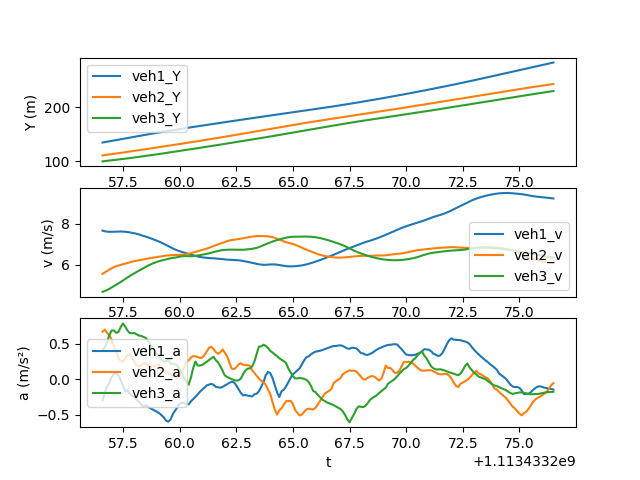 Y (m)
veh1_Y
veh2_Y
veh3_Y
200
100
57.5 60.0 62.5 65.0 67.5 70.0 72.5 75.0
v (m/s)
8
6
veh1_v
veh2_v
veh3_v
57.5 60.0 62.5 65.0 67.5 70.0 72.5 75.0
a (m/s²)
0.5
0.0
−0.5
veh1_a
veh2_a
veh3_a
57.5 60.0 62.5 65.0 67.5 70.0 72.5 75.0
t
+1.1134332e9